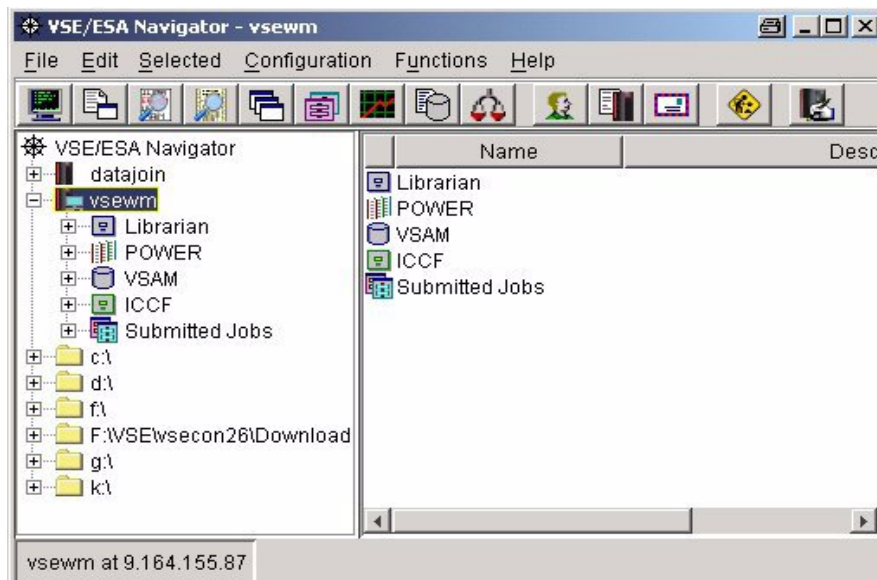 VSE/ESA Navigator - vsewm
File Edit Selected Configuration Functions Help
VSE/ESA Navigator
datajoin
vsewm
Librarian
POWER
VSAM
ICCF
Submitted Jobs
c:\
d:\
f:\
F:\VSE\vsecon26\Download
g:\
k:\
Name Desc
Librarian
POWER
VSAM
ICCF
Submitted Jobs
vsewm at 9.164.155.87